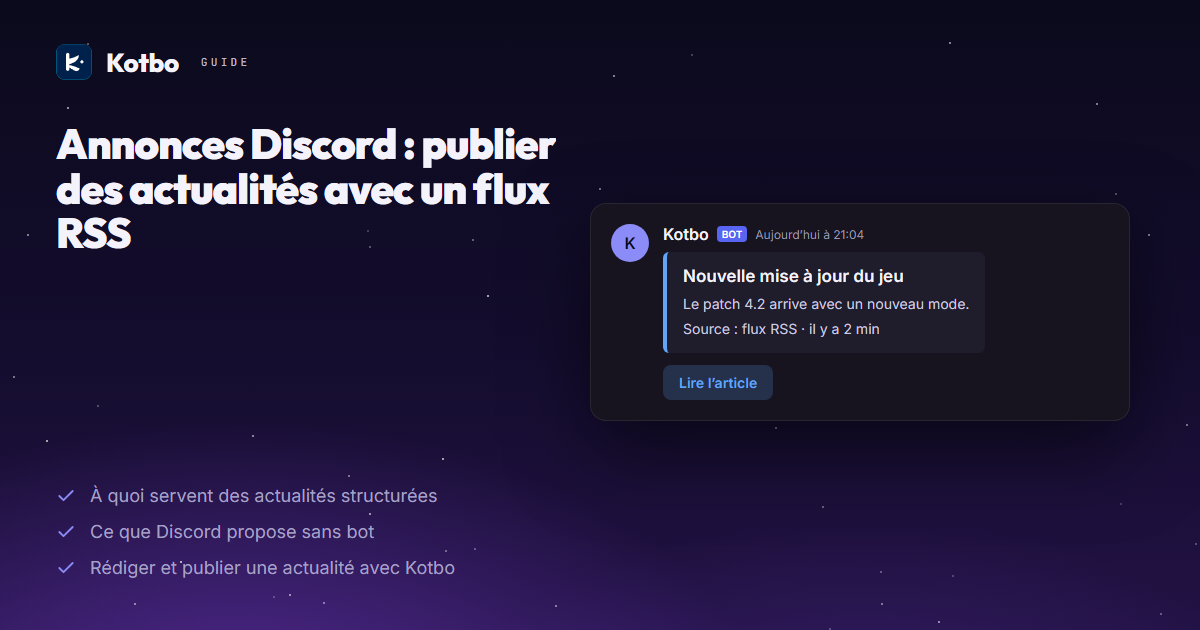 Kotbo GUIDE
Annonces Discord : publier
des actualités avec un flux
RSS
K
Kotbo BOT Aujourd’hui à 21:04
Nouvelle mise à jour du jeu
Le patch 4.2 arrive avec un nouveau mode.
Source : flux RSS · il y a 2 min
Lire l’article
À quoi servent des actualités structurées
Ce que Discord propose sans bot
Rédiger et publier une actualité avec Kotbo